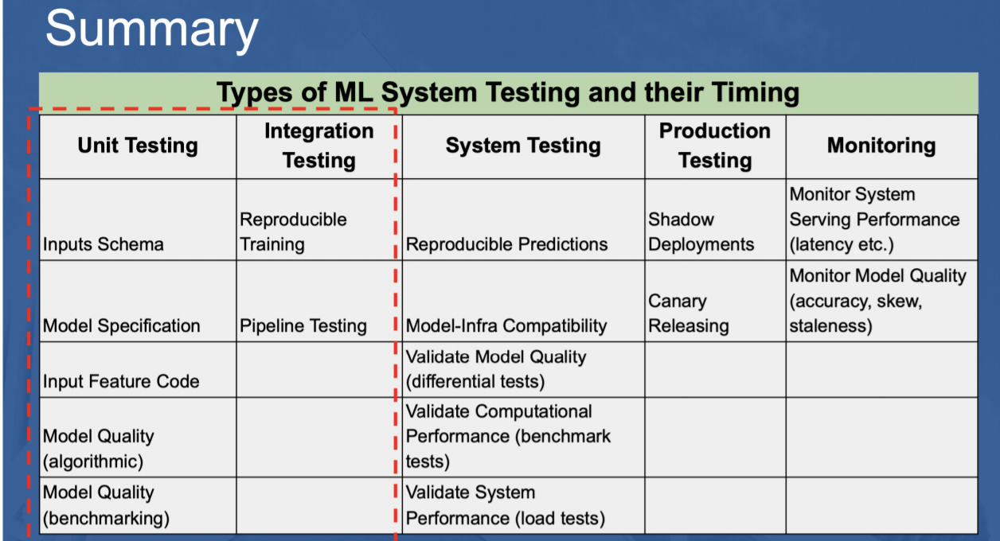 Summary
Types of ML System Testing and their Timing
Unit Testing
Integration
Testing
System Testing
Production
Testing
Monitoring
Inputs Schema
Reproducible
Training
Reproducible Predictions
Shadow
Deployments
Monitor System
Serving Performance
(latency etc.)
Model Specification
Pipeline Testing
Model-Infra Compatibility
Canary
Releasing
Monitor Model Quality
(accuracy, skew,
staleness)
Input Feature Code
Validate Model Quality
(differential tests)
Model Quality
(algorithmic)
Validate Computational
Performance (benchmark
tests)
Model Quality
(benchmarking)
Validate System
Performance (load tests)